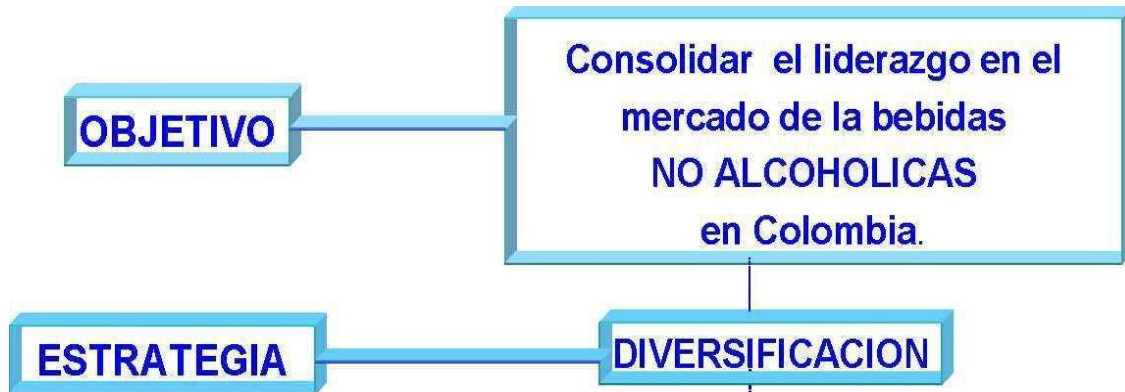 OBJETIVO
Consolidar el liderazgo en el
mercado de la bebidas
NO ALCOHOLICAS
en Colombia.
ESTRATEGIA
DIVERSIFICACION